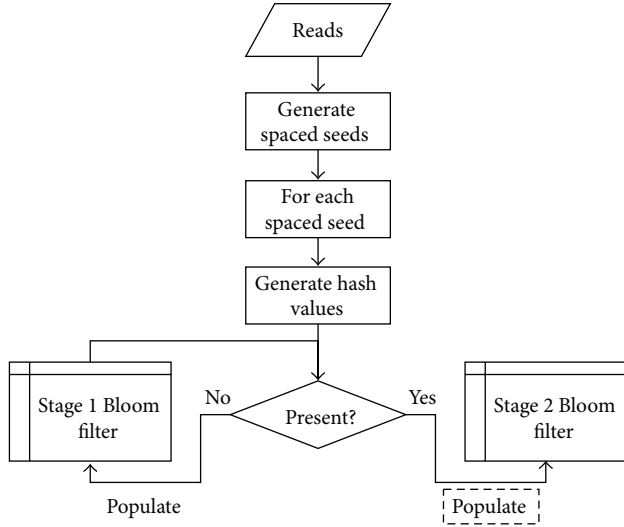 Reads
Generate
spaced seeds
For each
spaced seed
Generate hash
values
Stage 1 Bloom
filter
No
Present?
Yes
Stage 2 Bloom
filter
Populate
Populate